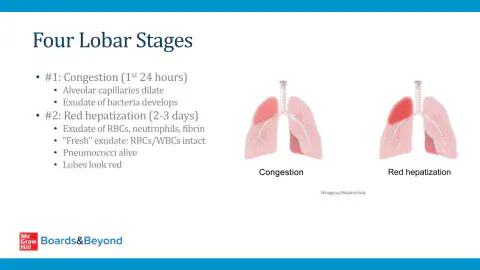 Four Lobar Stages
• #1: Congestion (1st 24 hours)
• Alveolar capillaries dilate
• Exudate of bacteria develops
• #2: Red hepatization (2-3 days)
• Exudate of RBCs, neutrophils, fibrin
• "Fresh" exudate: RBCs/WBCs intact
• Pneumococci alive
• Lobes look red
Congestion
Red hepatization
Mc
Graw
Hill
Boards&Beyond